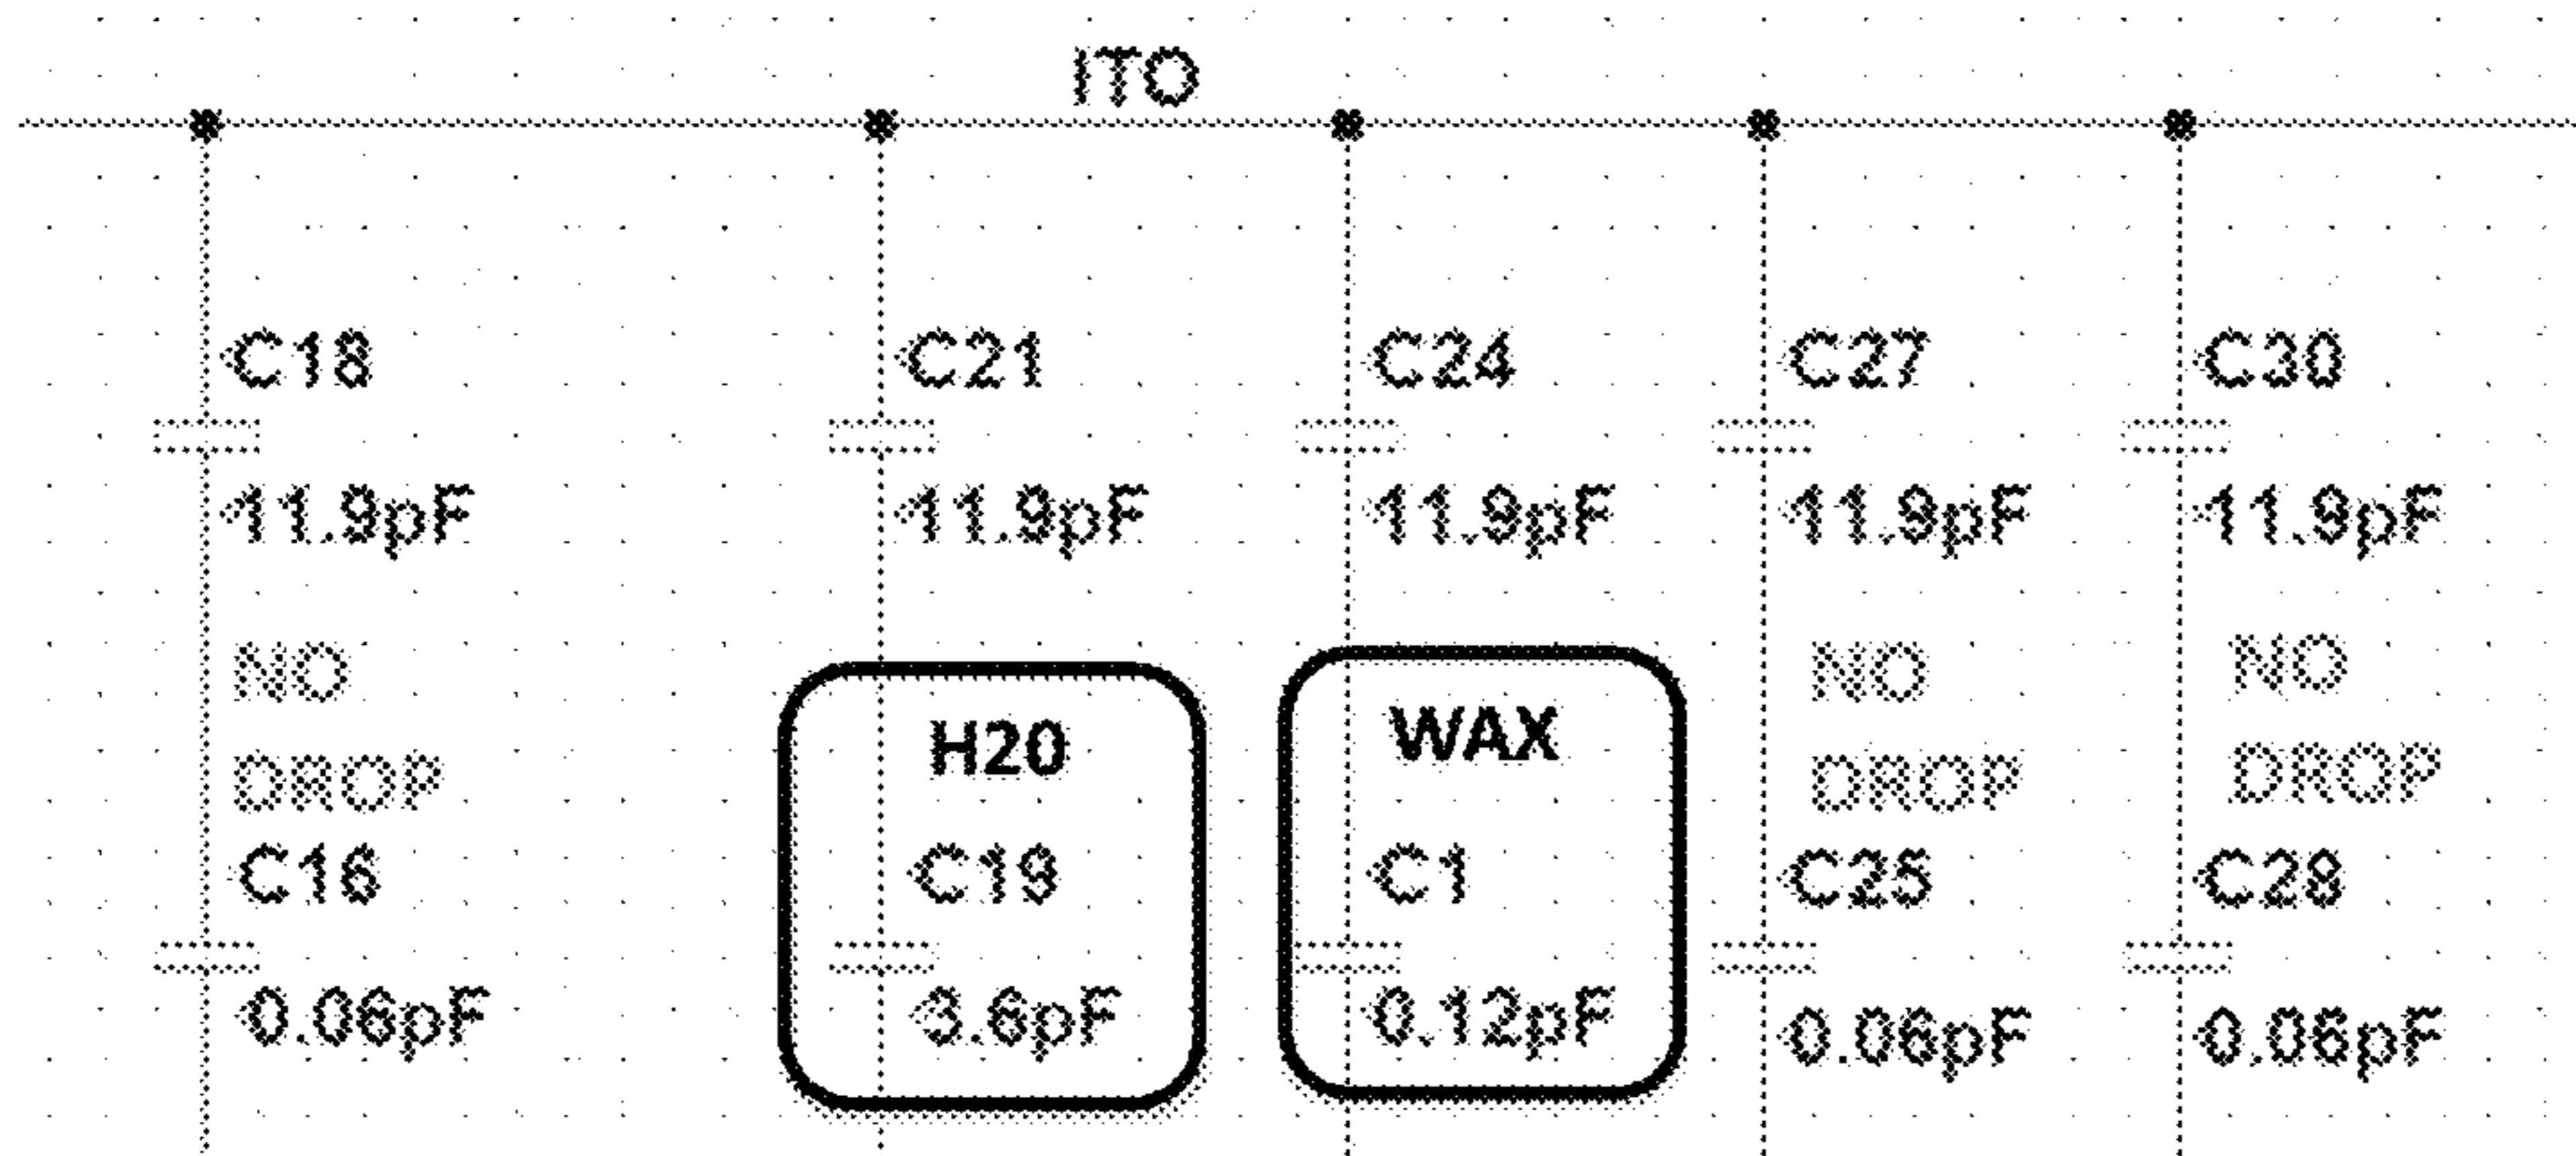 ITO
C18 C21 C24 C27 C30
11.9pF 11.9pF 11.9pF 11.9pF 11.9pF
NO NO NO
H20 WAX
DROP DROP DROP
C16 C19 C1 C25 C28
0.06pF 3.6pF 0.12pF 0.06pF 0.06pF